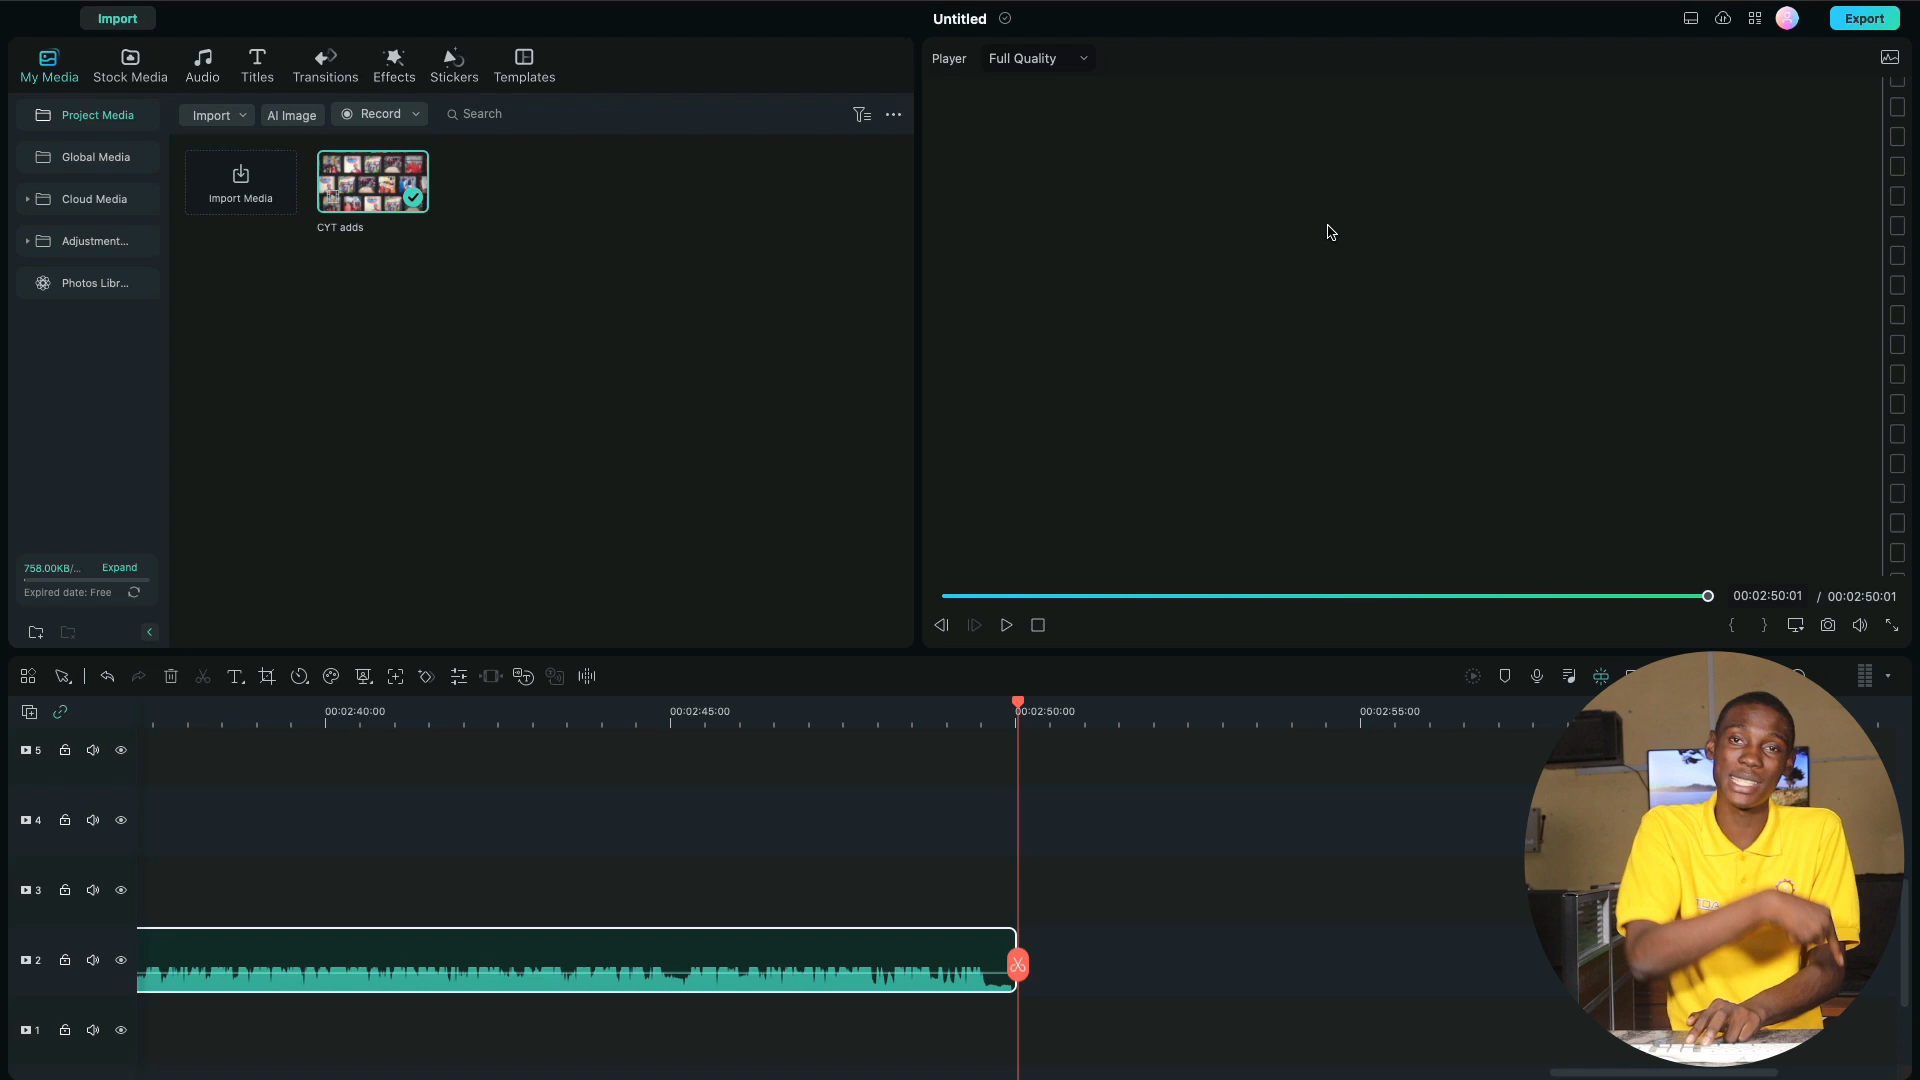 Import
Untitled
Export
My Media
Stock Media
Audio
Titles
Transitions
Effects
Stickers
Templates
Player
Full Quality
Project Media
Import
AI Image
Record
Search
Global Media
Cloud Media
Adjustment...
Photos Libr...
Import Media
CYT adds
758.00KB/...
Expand
Expired date: Free
00:02:50:01
/ 00:02:50:01
00:02:40:00
00:02:45:00
00:02:50:00
00:02:55:00
5
4
3
2
1